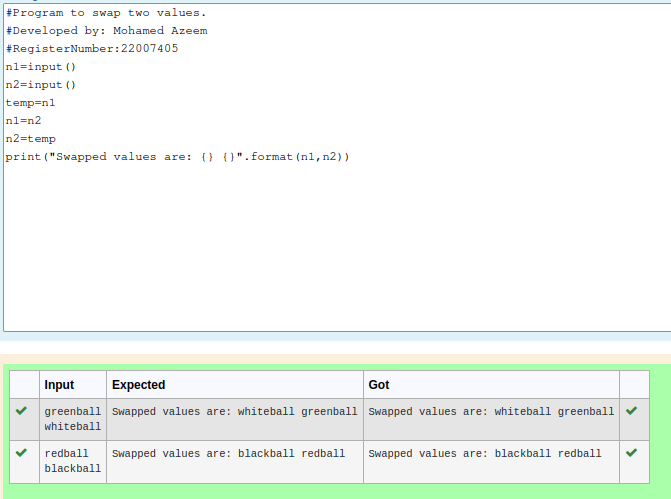 #Program to swap two values.
#Developed by: Mohamed Azeem
#RegisterNumber:22007405
n1=input()
n2=input()
temp=n1
n1=n2
n2=temp
print("Swapped values are: {} {}".format(n1,n2))
Input Expected Got
greenball Swapped values are: whiteball greenball Swapped values are: whiteball greenball
whiteball
redball Swapped values are: blackball redball Swapped values are: blackball redball
blackball